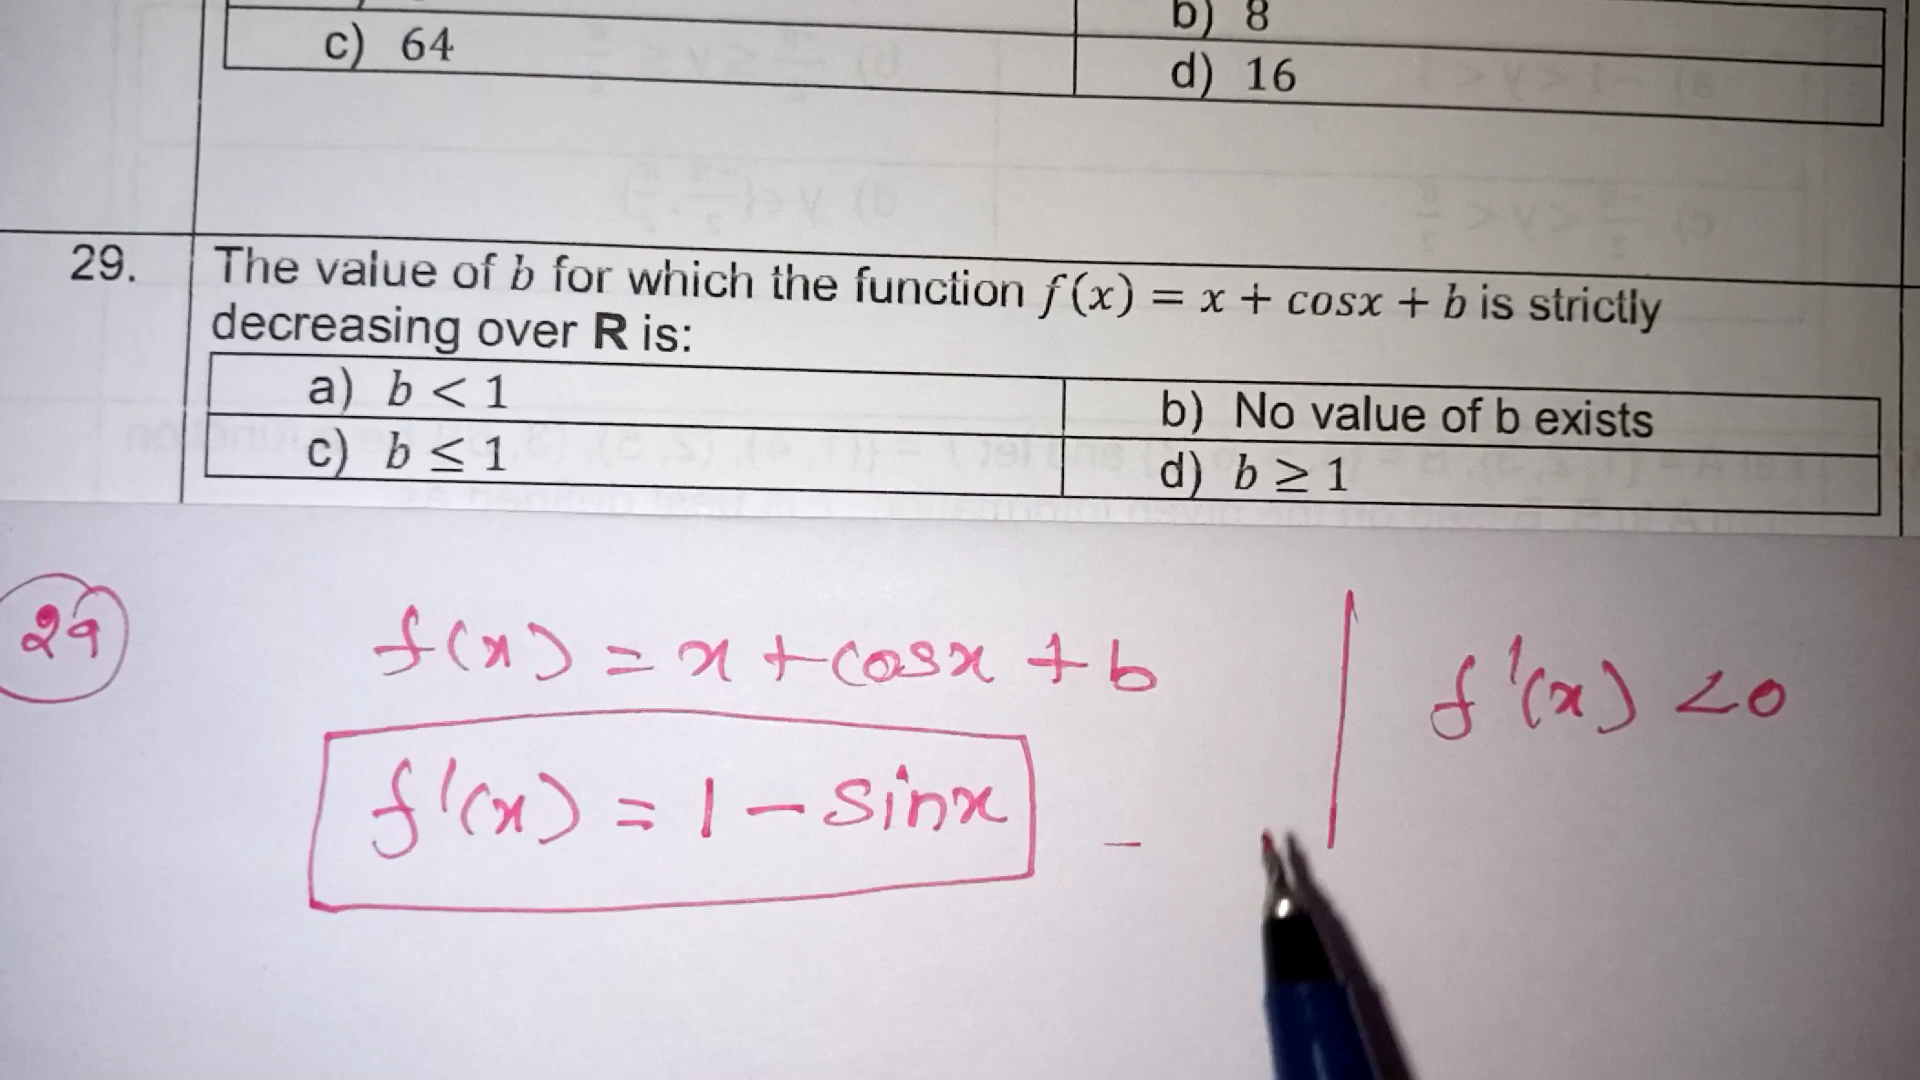 b) 8
c) 64
d) 16
29. The value of b for which the function f(x) = x + cosx + b is strictly
decreasing over R is:
a) b < 1
b) No value of b exists
c) b ≤ 1
d) b ≥ 1
29 f(x) = x + cosx + b
f'(x) < 0
f'(x) = 1 - sinx